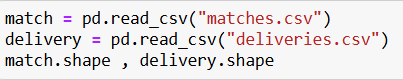 match = pd.read_csv("matches.csv")
delivery = pd.read_csv("deliveries.csv")
match.shape , delivery.shape